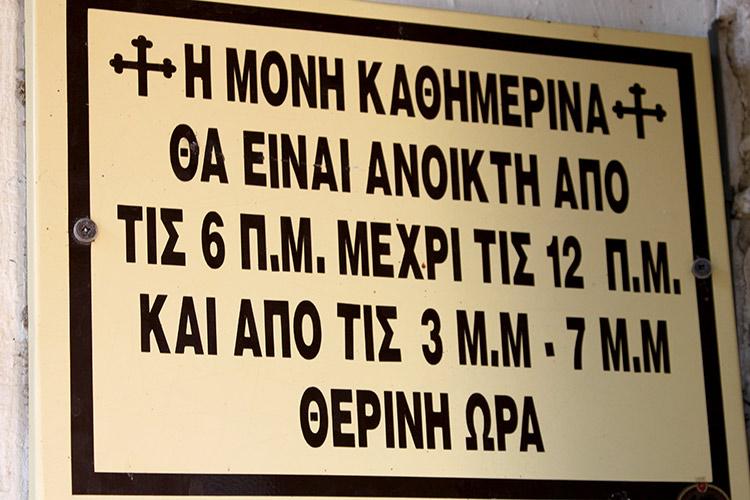 Η ΜΟΝΗ ΚΑΘΗΜΕΡΙΝΑ
ΘΑ ΕΙΝΑΙ ΑΝΟΙΚΤΗ ΑΠΟ
ΤΙΣ 6 Π.Μ. ΜΕΧΡΙ ΤΙΣ 12 Π.Μ.
ΚΑΙ ΑΠΟ ΤΙΣ 3 Μ.Μ - 7 Μ.Μ
ΘΕΡΙΝΗ ΩΡΑ